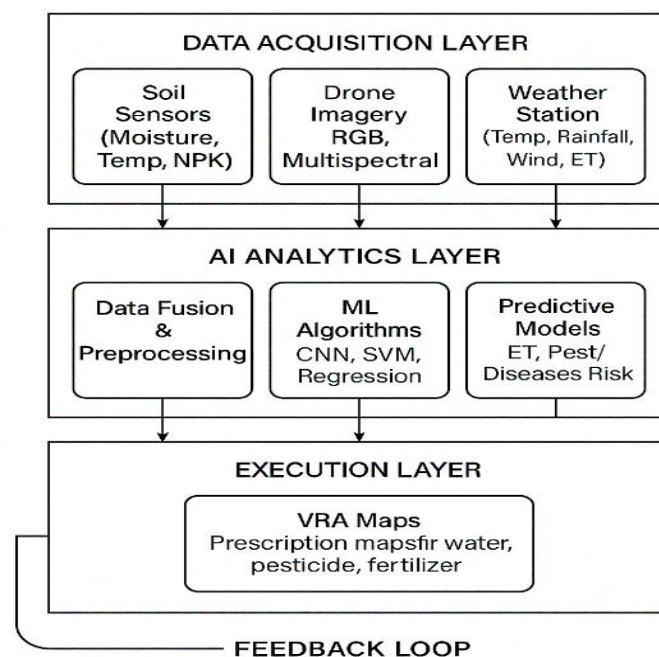 DATA ACQUISITION LAYER
Soil
Sensors
(Moisture,
Temp, NPK)
Drone
Imagery
RGB,
Multispectral
Weather
Station
(Temp, Rainfall,
Wind, ET)
AI ANALYTICS LAYER
Data Fusion
&
Preprocessing
ML
Algorithms
CNN, SVM,
Regression
Predictive
Models
ET, Pest/
Diseases Risk
EXECUTION LAYER
VRA Maps
Prescription mapsfir water,
pesticide, fertilizer
FEEDBACK LOOP